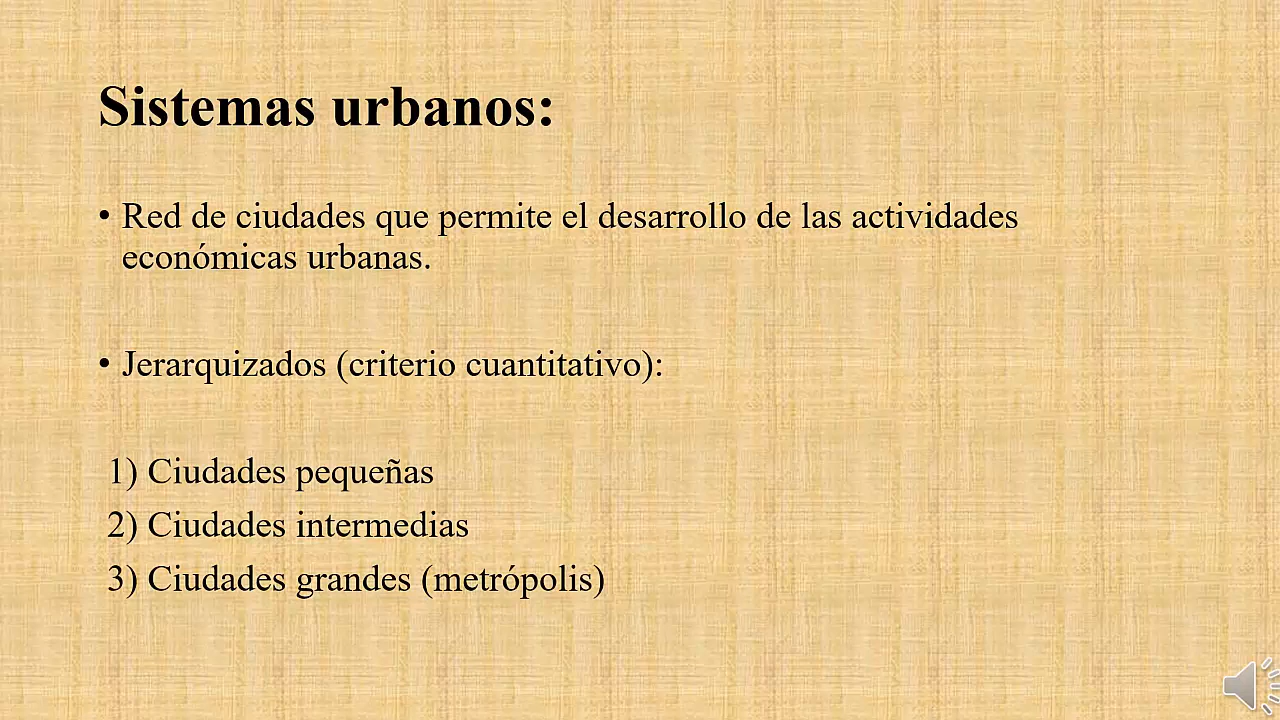 Sistemas urbanos:
• Red de ciudades que permite el desarrollo de las actividades
económicas urbanas.
• Jerarquizados (criterio cuantitativo):
1) Ciudades pequeñas
2) Ciudades intermedias
3) Ciudades grandes (metrópolis)